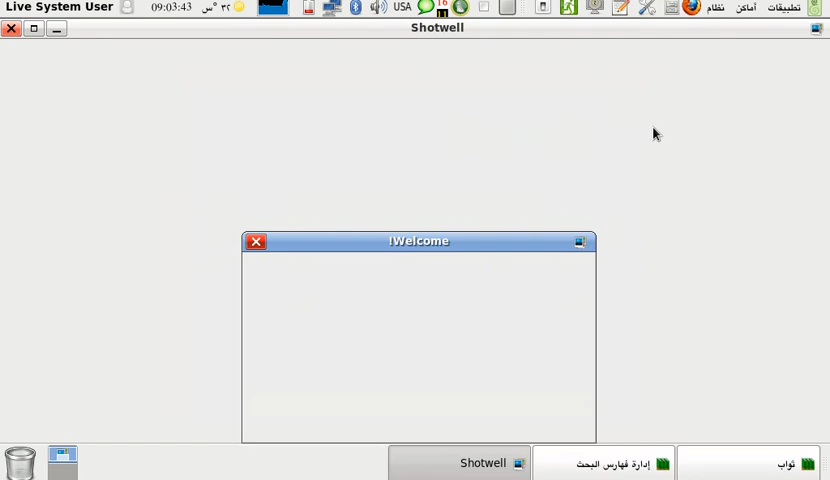 Live System User 09:03:43 ٣٢ °س USA 16 11 نظام أماكن تطبيقات
Shotwell
!Welcome
Shotwell إدارة فهارس البحث ثواب